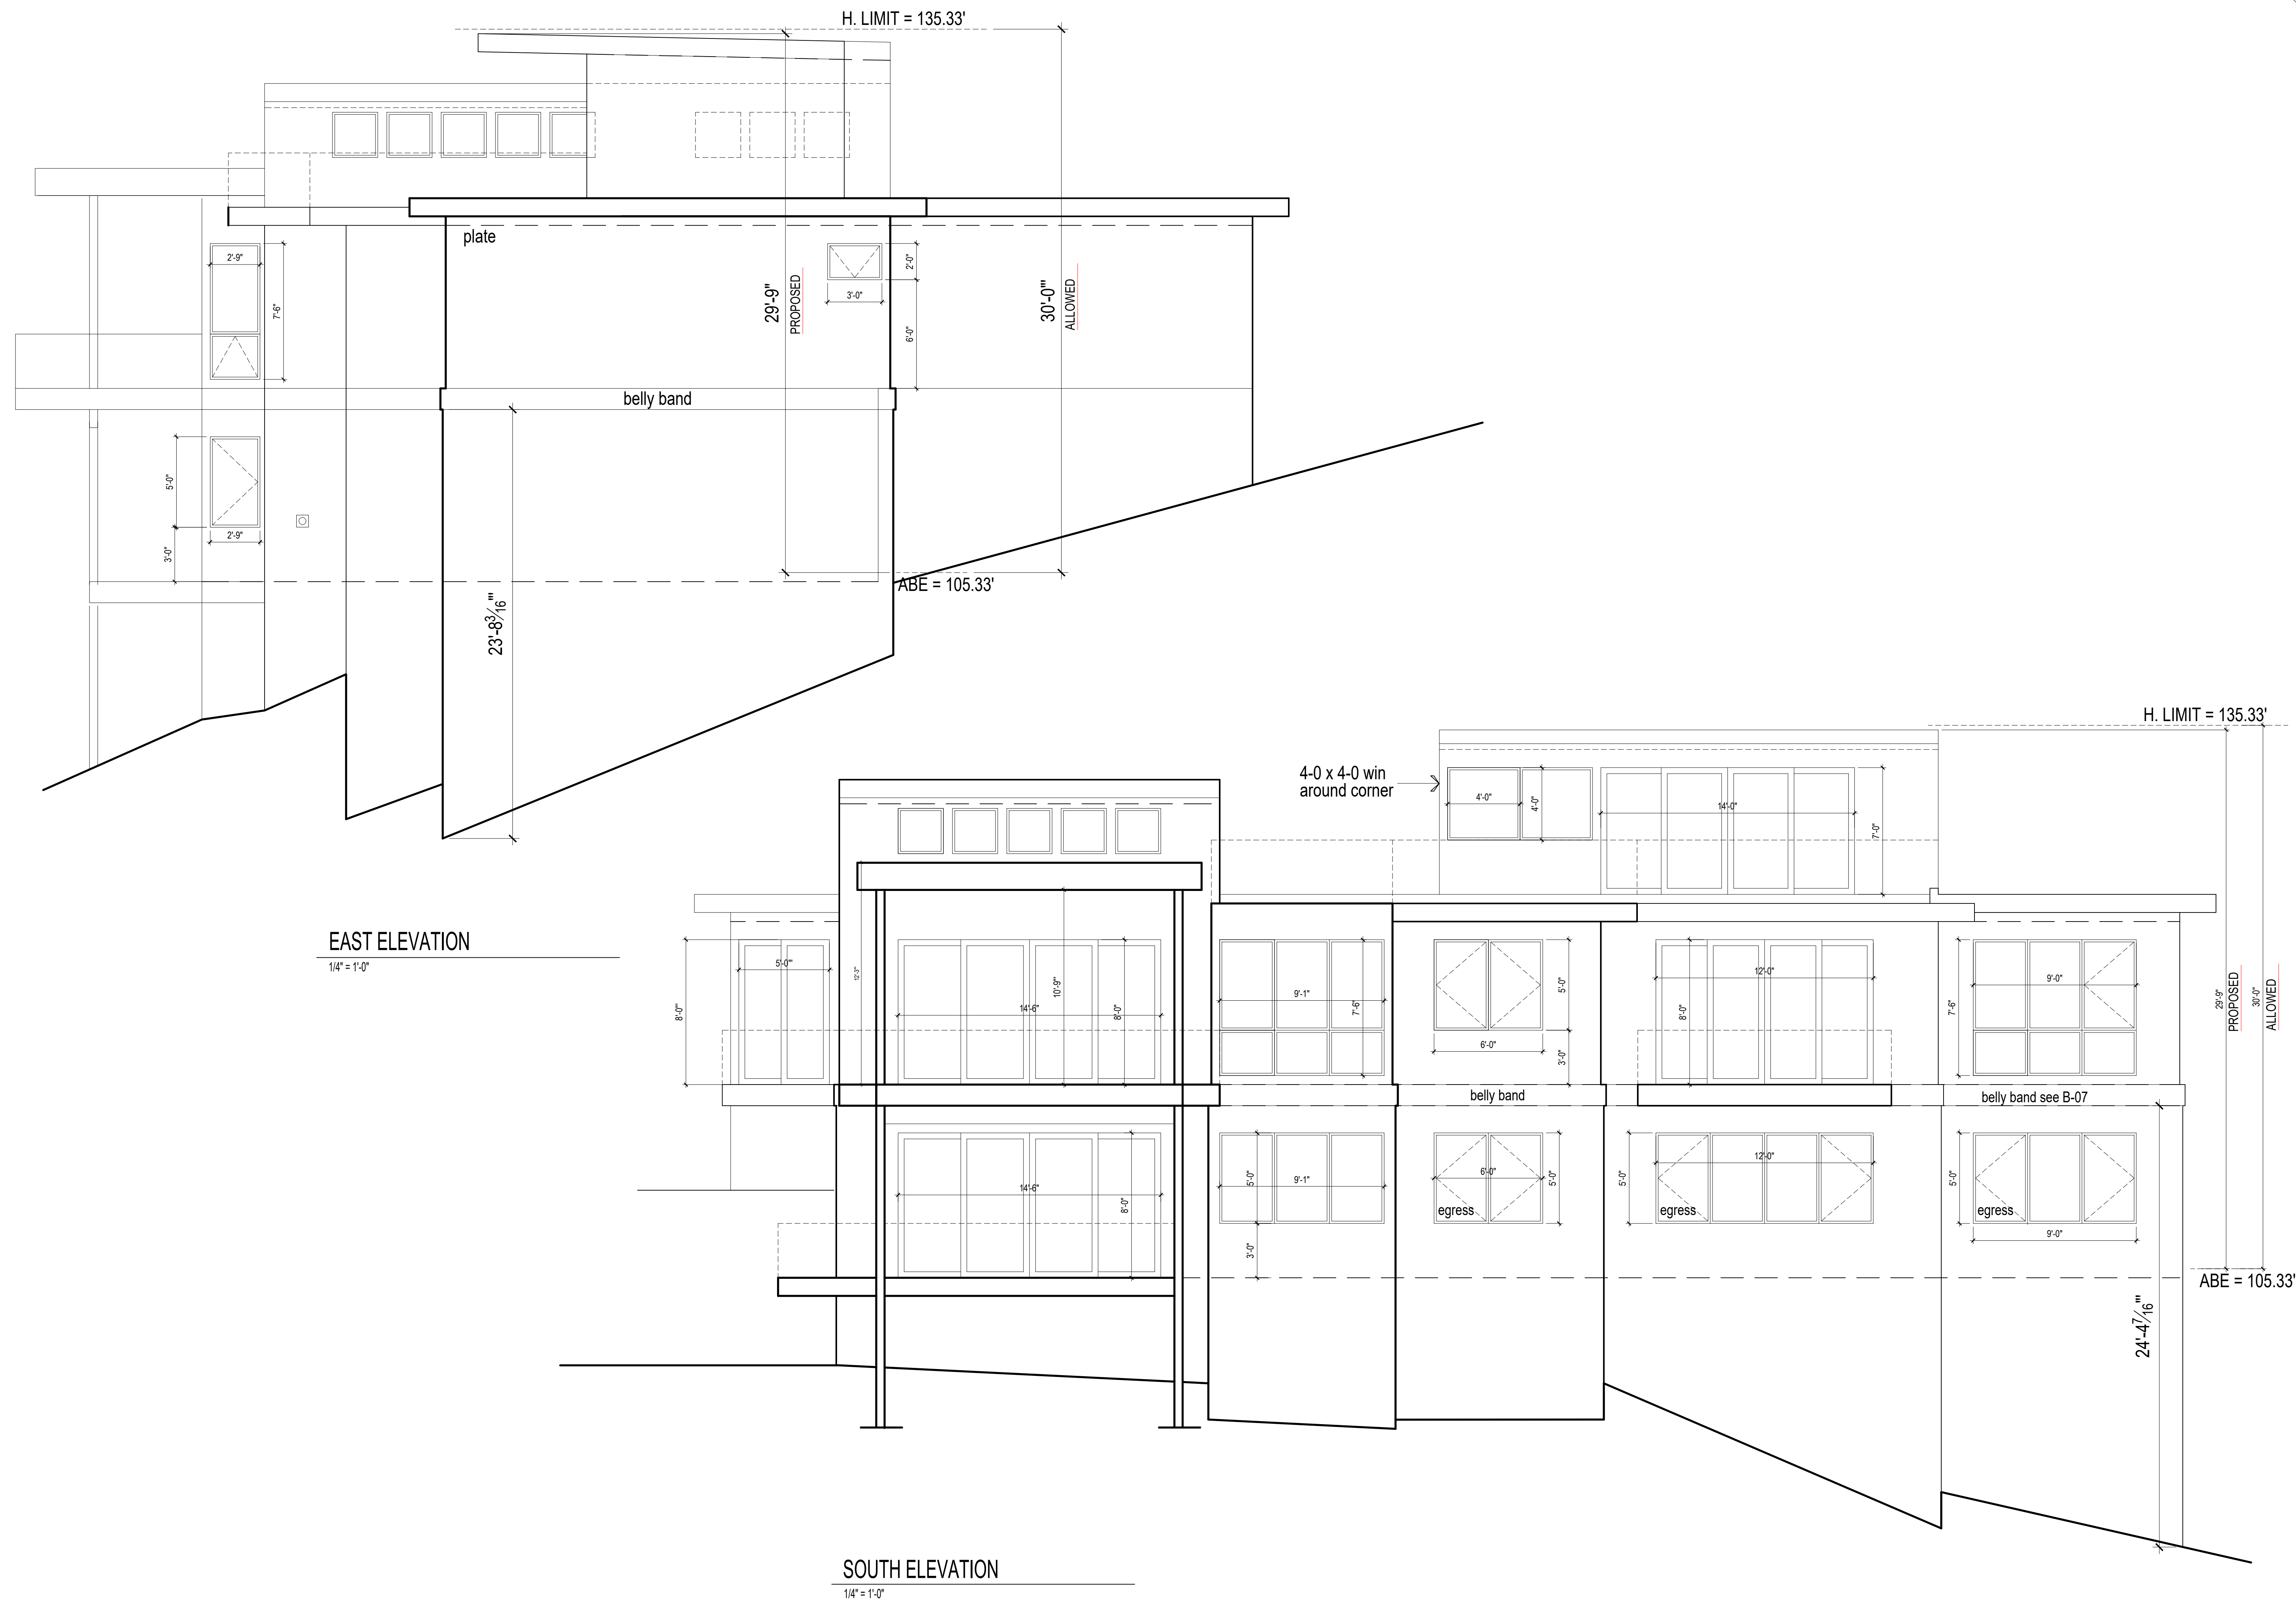 H. LIMIT = 135.33'
plate
2'-9"
7'-6"
2'-0"
3'-0"
6'-0"
29'-9"
PROPOSED
30'-0'"
ALLOWED
belly band
5'-0"
2'-9"
3'-0"
ABE = 105.33'
23'-8 3/16'"
EAST ELEVATION
1/4" = 1'-0"
H. LIMIT = 135.33'
4-0 x 4-0 win
around corner
4'-0"
4'-0"
14'-0"
7'-0"
8'-0'"
5'-0'"
12'-3"
14'-6"
10'-9"
8'-0"
9'-1"
7'-6"
5'-0"
6'-0"
3'-0"
8'-0"
12'-0"
7'-6"
9'-0"
29'-9"
PROPOSED
30'-0"
ALLOWED
belly band
belly band see B-07
14'-6"
8'-0"
5'-0"
9'-1"
3'-0"
6'-0"
5'-0"
egress
5'-0"
12'-0"
egress
5'-0"
egress
9'-0"
ABE = 105.33'
24'-4 7/16'"
SOUTH ELEVATION
1/4" = 1'-0"